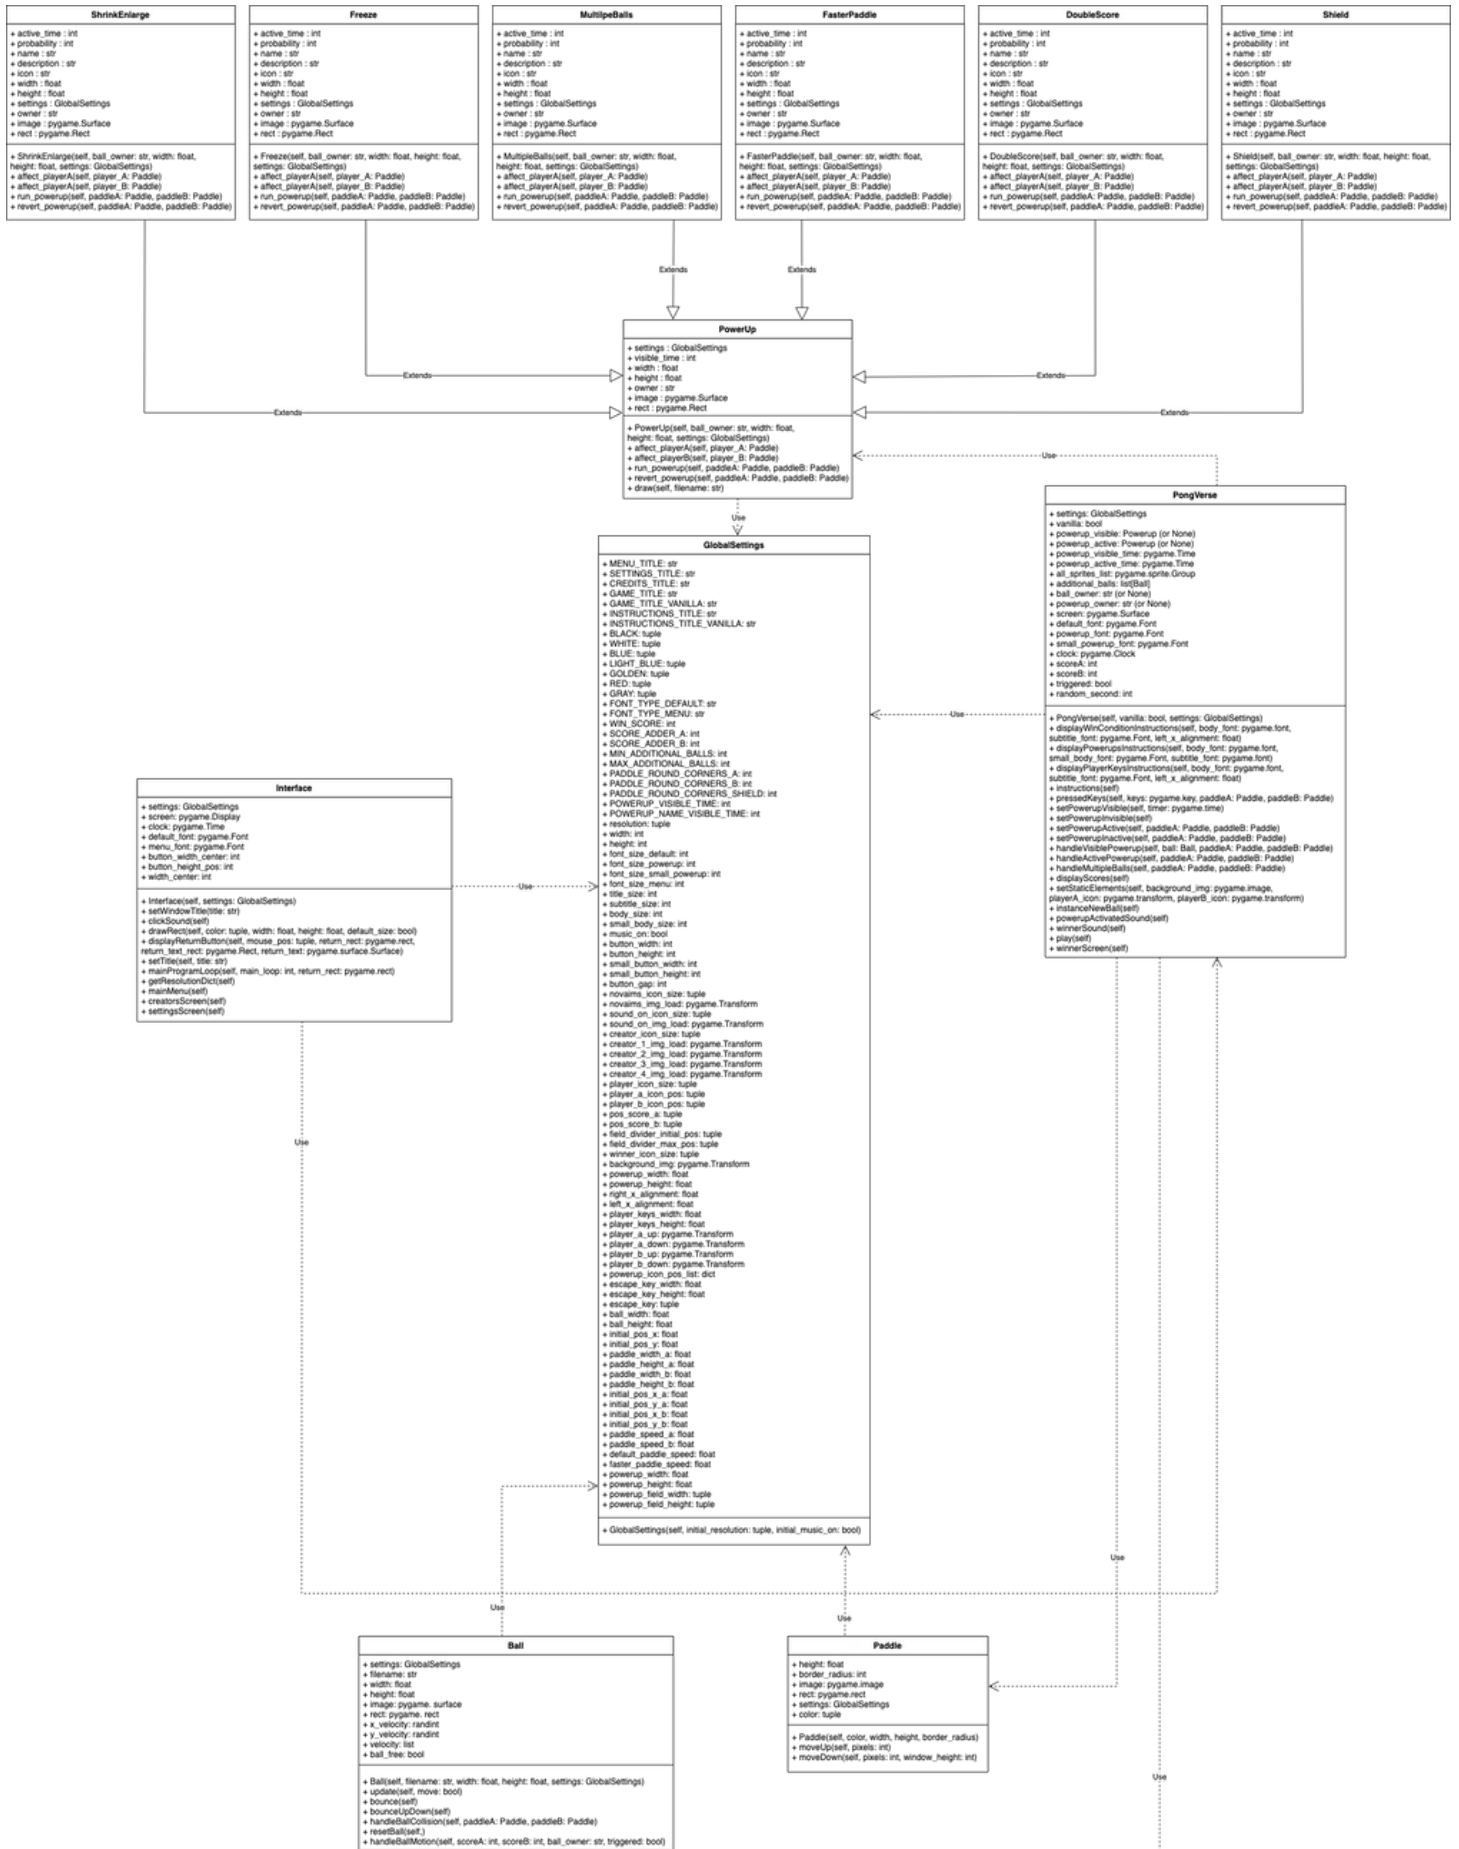 ShrinkEnlarge
+ active_time : int
+ probability : int
+ name : str
+ description : str
+ icon : str
+ width : float
+ height : float
+ settings : GlobalSettings
+ owner : str
+ image : pygame.Surface
+ rect : pygame.Rect
+ ShrinkEnlarge(self, ball_owner: str, width: float,
height: float, settings: GlobalSettings)
+ affect_playerA(self, player_A: Paddle)
+ affect_playerA(self, player_B: Paddle)
+ run_powerup(self, paddleA: Paddle, paddleB: Paddle)
+ revert_powerup(self, paddleA: Paddle, paddleB: Paddle)
Freeze
+ active_time : int
+ probability : int
+ name : str
+ description : str
+ icon : str
+ width : float
+ height : float
+ settings : GlobalSettings
+ owner : str
+ image : pygame.Surface
+ rect : pygame.Rect
+ Freeze(self, ball_owner: str, width: float, height: float,
settings: GlobalSettings)
+ affect_playerA(self, player_A: Paddle)
+ affect_playerA(self, player_B: Paddle)
+ run_powerup(self, paddleA: Paddle, paddleB: Paddle)
+ revert_powerup(self, paddleA: Paddle, paddleB: Paddle)
MultilpeBalls
+ active_time : int
+ probability : int
+ name : str
+ description : str
+ icon : str
+ width : float
+ height : float
+ settings : GlobalSettings
+ owner : str
+ image : pygame.Surface
+ rect : pygame.Rect
+ MultipleBalls(self, ball_owner: str, width: float,
height: float, settings: GlobalSettings)
+ affect_playerA(self, player_A: Paddle)
+ affect_playerA(self, player_B: Paddle)
+ run_powerup(self, paddleA: Paddle, paddleB: Paddle)
+ revert_powerup(self, paddleA: Paddle, paddleB: Paddle)
FasterPaddle
+ active_time : int
+ probability : int
+ name : str
+ description : str
+ icon : str
+ width : float
+ height : float
+ settings : GlobalSettings
+ owner : str
+ image : pygame.Surface
+ rect : pygame.Rect
+ FasterPaddle(self, ball_owner: str, width: float,
height: float, settings: GlobalSettings)
+ affect_playerA(self, player_A: Paddle)
+ affect_playerA(self, player_B: Paddle)
+ run_powerup(self, paddleA: Paddle, paddleB: Paddle)
+ revert_powerup(self, paddleA: Paddle, paddleB: Paddle)
DoubleScore
+ active_time : int
+ probability : int
+ name : str
+ description : str
+ icon : str
+ width : float
+ height : float
+ settings : GlobalSettings
+ owner : str
+ image : pygame.Surface
+ rect : pygame.Rect
+ DoubleScore(self, ball_owner: str, width: float,
height: float, settings: GlobalSettings)
+ affect_playerA(self, player_A: Paddle)
+ affect_playerA(self, player_B: Paddle)
+ run_powerup(self, paddleA: Paddle, paddleB: Paddle)
+ revert_powerup(self, paddleA: Paddle, paddleB: Paddle)
Shield
+ active_time : int
+ probability : int
+ name : str
+ description : str
+ icon : str
+ width : float
+ height : float
+ settings : GlobalSettings
+ owner : str
+ image : pygame.Surface
+ rect : pygame.Rect
+ Shield(self, ball_owner: str, width: float, height: float,
settings: GlobalSettings)
+ affect_playerA(self, player_A: Paddle)
+ affect_playerA(self, player_B: Paddle)
+ run_powerup(self, paddleA: Paddle, paddleB: Paddle)
+ revert_powerup(self, paddleA: Paddle, paddleB: Paddle)
Extends
Extends
Extends
Extends
Extends
Extends
PowerUp
+ settings : GlobalSettings
+ visible_time : int
+ width : float
+ height : float
+ owner : str
+ image : pygame.Surface
+ rect : pygame.Rect
+ PowerUp(self, ball_owner: str, width: float,
height: float, settings: GlobalSettings)
+ affect_playerA(self, player_A: Paddle)
+ affect_playerB(self, player_B: Paddle)
+ run_powerup(self, paddleA: Paddle, paddleB: Paddle)
+ revert_powerup(self, paddleA: Paddle, paddleB: Paddle)
+ draw(self, filename: str)
Use
Use
PongVerse
+ settings: GlobalSettings
+ vanilla: bool
+ powerup_visible: Powerup (or None)
+ powerup_active: Powerup (or None)
+ powerup_visible_time: pygame.Time
+ powerup_active_time: pygame.Time
+ all_sprites_list: pygame.sprite.Group
+ additional_balls: list[Ball]
+ ball_owner: str (or None)
+ powerup_owner: str (or None)
+ screen: pygame.Surface
+ default_font: pygame.Font
+ powerup_font: pygame.Font
+ small_powerup_font: pygame.Font
+ clock: pygame.Clock
+ scoreA: int
+ scoreB: int
+ triggered: bool
+ random_second: int
+ PongVerse(self, vanilla: bool, settings: GlobalSettings)
+ displayWinConditionInstructions(self, body_font: pygame.font,
subtitle_font: pygame.Font, left_x_alignment: float)
+ displayPowerupsInstructions(self, body_font: pygame.font,
small_body_font: pygame.Font, subtitle_font: pygame.font)
+ displayPlayerKeysInstructions(self, body_font: pygame.font,
subtitle_font: pygame.Font, left_x_alignment: float)
+ instructions(self)
+ pressedKeys(self, keys: pygame.key, paddleA: Paddle, paddleB: Paddle)
+ setPowerupVisible(self, timer: pygame.time)
+ setPowerupInvisible(self)
+ setPowerupActive(self, paddleA: Paddle, paddleB: Paddle)
+ setPowerupInactive(self, paddleA: Paddle, paddleB: Paddle)
+ handleVisiblePowerup(self, ball: Ball, paddleA: Paddle, paddleB: Paddle)
+ handleActivePowerup(self, paddleA: Paddle, paddleB: Paddle)
+ handleMultipleBalls(self, paddleA: Paddle, paddleB: Paddle)
+ displayScores(self)
+ setStaticElements(self, background_img: pygame.image,
playerA_icon: pygame.transform, playerB_icon: pygame.transform)
+ instanceNewBall(self)
+ powerupActivatedSound(self)
+ winnerSound(self)
+ play(self)
+ winnerScreen(self)
Use
GlobalSettings
+ MENU_TITLE: str
+ SETTINGS_TITLE: str
+ CREDITS_TITLE: str
+ GAME_TITLE: str
+ GAME_TITLE_VANILLA: str
+ INSTRUCTIONS_TITLE: str
+ INSTRUCTIONS_TITLE_VANILLA: str
+ BLACK: tuple
+ WHITE: tuple
+ BLUE: tuple
+ LIGHT_BLUE: tuple
+ GOLDEN: tuple
+ RED: tuple
+ GRAY: tuple
+ FONT_TYPE_DEFAULT: str
+ FONT_TYPE_MENU: str
+ WIN_SCORE: int
+ SCORE_ADDER_A: int
+ SCORE_ADDER_B: int
+ MIN_ADDITIONAL_BALLS: int
+ MAX_ADDITIONAL_BALLS: int
+ PADDLE_ROUND_CORNERS_A: int
+ PADDLE_ROUND_CORNERS_B: int
+ PADDLE_ROUND_CORNERS_SHIELD: int
+ POWERUP_VISIBLE_TIME: int
+ POWERUP_NAME_VISIBLE_TIME: int
+ resolution: tuple
+ width: int
+ height: int
+ font_size_default: int
+ font_size_powerup: int
+ font_size_small_powerup: int
+ font_size_menu: int
+ title_size: int
+ subtitle_size: int
+ body_size: int
+ small_body_size: int
+ music_on: bool
+ button_width: int
+ button_height: int
+ small_button_width: int
+ small_button_height: int
+ button_gap: int
+ novaims_icon_size: tuple
+ novaims_img_load: pygame.Transform
+ sound_on_icon_size: tuple
+ sound_on_img_load: pygame.Transform
+ creator_icon_size: tuple
+ creator_1_img_load: pygame.Transform
+ creator_2_img_load: pygame.Transform
+ creator_3_img_load: pygame.Transform
+ creator_4_img_load: pygame.Transform
+ player_icon_size: tuple
+ player_a_icon_pos: tuple
+ player_b_icon_pos: tuple
+ pos_score_a: tuple
+ pos_score_b: tuple
+ field_divider_initial_pos: tuple
+ field_divider_max_pos: tuple
+ winner_icon_size: tuple
+ background_img: pygame.Transform
+ powerup_width: float
+ powerup_height: float
+ right_x_alignment: float
+ left_x_alignment: float
+ player_keys_width: float
+ player_keys_height: float
+ player_a_up: pygame.Transform
+ player_a_down: pygame.Transform
+ player_b_up: pygame.Transform
+ player_b_down: pygame.Transform
+ powerup_icon_pos_list: dict
+ escape_key_width: float
+ escape_key_height: float
+ escape_key: tuple
+ ball_width: float
+ ball_height: float
+ initial_pos_x: float
+ initial_pos_y: float
+ paddle_width_a: float
+ paddle_height_a: float
+ paddle_width_b: float
+ paddle_height_b: float
+ initial_pos_x_a: float
+ initial_pos_y_a: float
+ initial_pos_x_b: float
+ initial_pos_y_b: float
+ paddle_speed_a: float
+ paddle_speed_b: float
+ default_paddle_speed: float
+ faster_paddle_speed: float
+ powerup_width: float
+ powerup_height: float
+ powerup_field_width: tuple
+ powerup_field_height: tuple
+ GlobalSettings(self, initial_resolution: tuple, initial_music_on: bool)
Interface
+ settings: GlobalSettings
+ screen: pygame.Display
+ clock: pygame.Time
+ default_font: pygame.Font
+ menu_font: pygame.Font
+ button_width_center: int
+ button_height_pos: int
+ width_center: int
+ Interface(self, settings: GlobalSettings)
+ setWindowTitle(title: str)
+ clickSound(self)
+ drawRect(self, color: tuple, width: float, height: float, default_size: bool)
+ displayReturnButton(self, mouse_pos: tuple, return_rect: pygame.rect,
return_text_rect: pygame.Rect, return_text: pygame.surface.Surface)
+ setTitle(self, title: str)
+ mainProgramLoop(self, main_loop: int, return_rect: pygame.rect)
+ getResolutionDict(self)
+ mainMenu(self)
+ creatorsScreen(self)
+ settingsScreen(self)
Use
Use
Use
Use
Use
Ball
+ settings: GlobalSettings
+ filename: str
+ width: float
+ height: float
+ image: pygame. surface
+ rect: pygame. rect
+ x_velocity: randint
+ y_velocity: randint
+ velocity: list
+ ball_free: bool
+ Ball(self, filename: str, width: float, height: float, settings: GlobalSettings)
+ update(self, move: bool)
+ bounce(self)
+ bounceUpDown(self)
+ handleBallCollision(self, paddleA: Paddle, paddleB: Paddle)
+ resetBall(self,)
+ handleBallMotion(self, scoreA: int, scoreB: int, ball_owner: str, triggered: bool)
Paddle
+ height: float
+ border_radius: int
+ image: pygame.image
+ rect: pygame.rect
+ settings: GlobalSettings
+ color: tuple
+ Paddle(self, color, width, height, border_radius)
+ moveUp(self, pixels: int)
+ moveDown(self, pixels: int, window_height: int)
Use